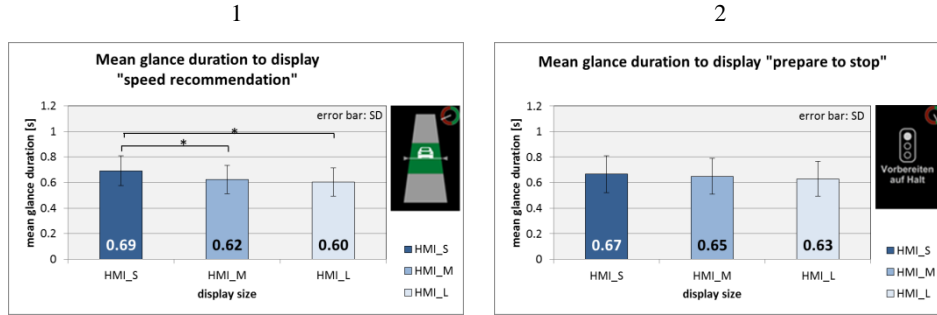 1
Mean glance duration to display
"speed recommendation"
mean glance duration [s]
1.2
1
0.8
0.6
0.4
0.2
0
error bar: SD
*
*
0.69
0.62
0.60
HMI_S
HMI_M
HMI_L
display size
HMI_S
HMI_M
HMI_L
2
Mean glance duration to display "prepare to stop"
mean glance duration [s]
1.2
1
0.8
0.6
0.4
0.2
0
error bar: SD
0.67
0.65
0.63
HMI_S
HMI_M
HMI_L
display size
Vorbereiten
auf Halt
HMI_S
HMI_M
HMI_L